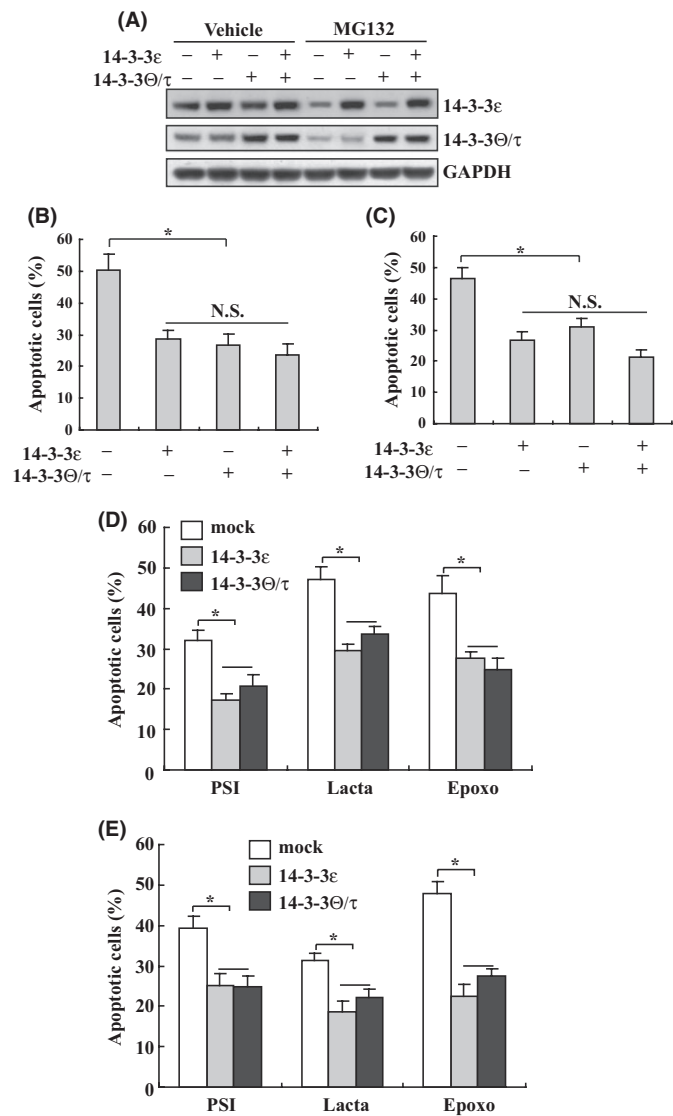 (A)
Vehicle MG132
14-3-3ε – + – + – + – +
14-3-3Θ/τ – – + + – – + +
14-3-3ε
14-3-3Θ/τ
GAPDH
(B)
Apoptotic cells (%)
60
50
40
30
20
10
0
*
N.S.
14-3-3ε – + – +
14-3-3Θ/τ – – + +
(C)
Apoptotic cells (%)
60
50
40
30
20
10
0
*
N.S.
14-3-3ε – + – +
14-3-3Θ/τ – – + +
(D)
Apoptotic cells (%)
60
50
40
30
20
10
0
mock
14-3-3ε
14-3-3Θ/τ
* * *
PSI Lacta Epoxo
(E)
Apoptotic cells (%)
60
50
40
30
20
10
0
mock
14-3-3ε
14-3-3Θ/τ
* * *
PSI Lacta Epoxo